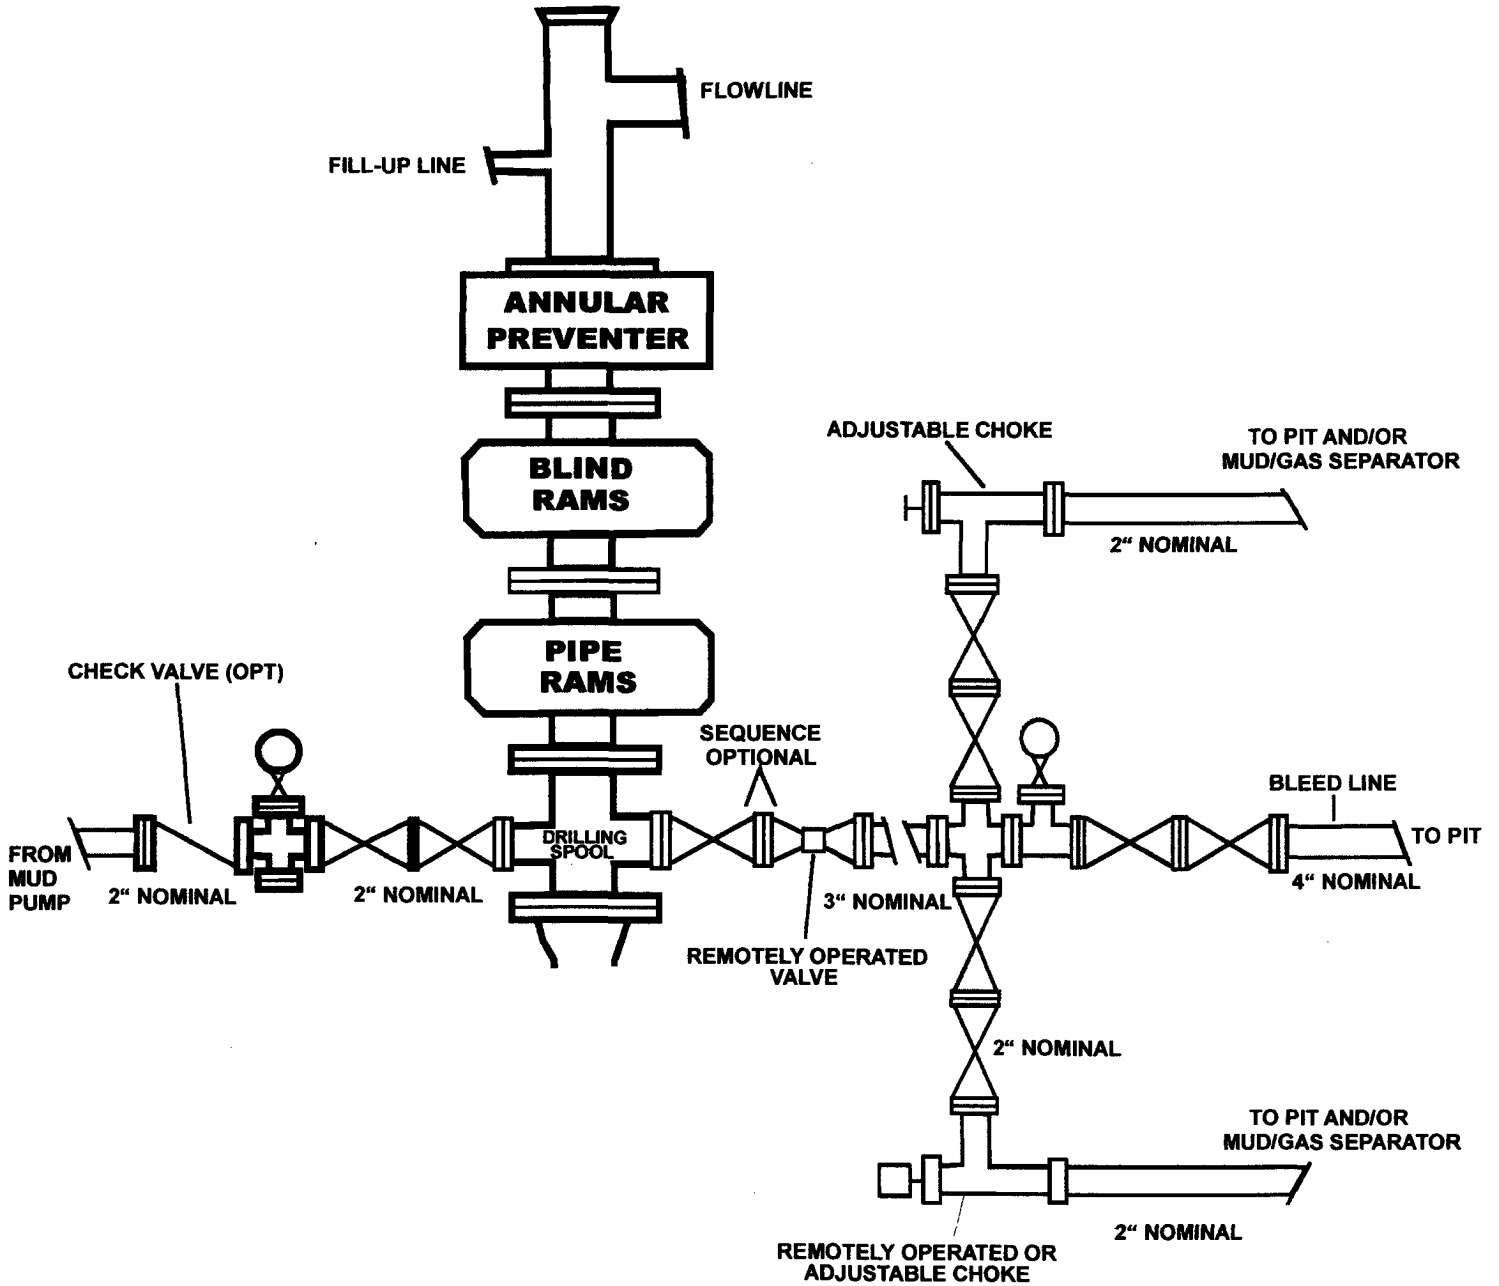 FLOWLINE
FILL-UP LINE
ANNULAR
PREVENTER
BLIND
RAMS
PIPE
RAMS
ADJUSTABLE CHOKE
TO PIT AND/OR
MUD/GAS SEPARATOR
2“ NOMINAL
CHECK VALVE (OPT)
SEQUENCE
OPTIONAL
BLEED LINE
TO PIT
4“ NOMINAL
FROM
MUD
PUMP
2“ NOMINAL
2“ NOMINAL
DRILLING
SPOOL
3“ NOMINAL
REMOTELY OPERATED
VALVE
2“ NOMINAL
TO PIT AND/OR
MUD/GAS SEPARATOR
2“ NOMINAL
REMOTELY OPERATED OR
ADJUSTABLE CHOKE